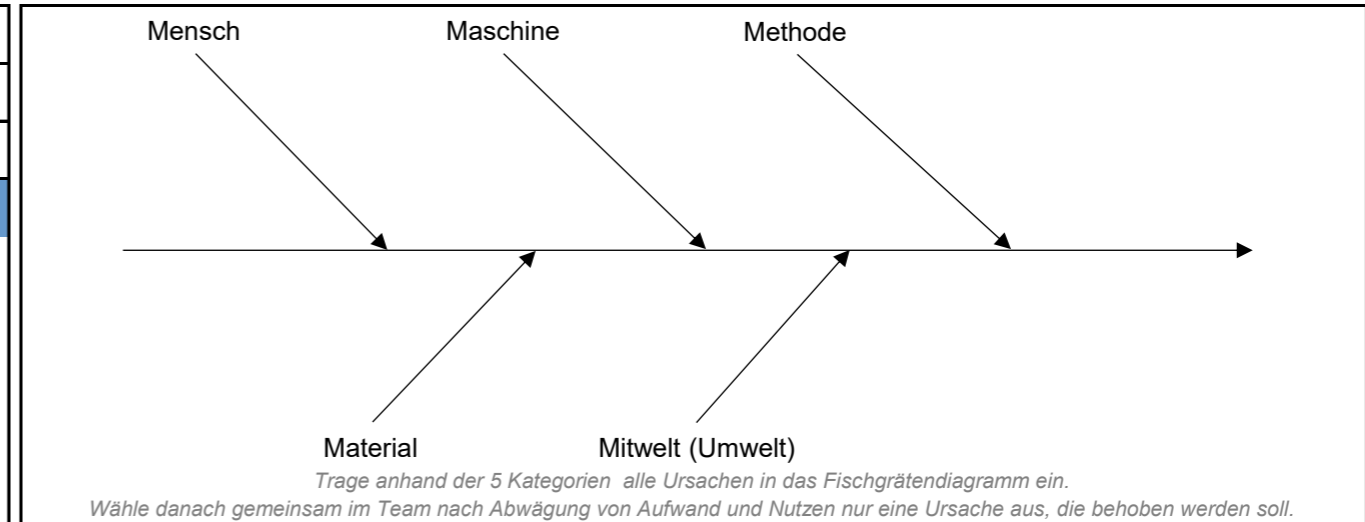 Mensch
Maschine
Methode
Material
Mitwelt (Umwelt)
Trage anhand der 5 Kategorien alle Ursachen in das Fischgrätendiagramm ein.
Wähle danach gemeinsam im Team nach Abwägung von Aufwand und Nutzen nur eine Ursache aus, die behoben werden soll.